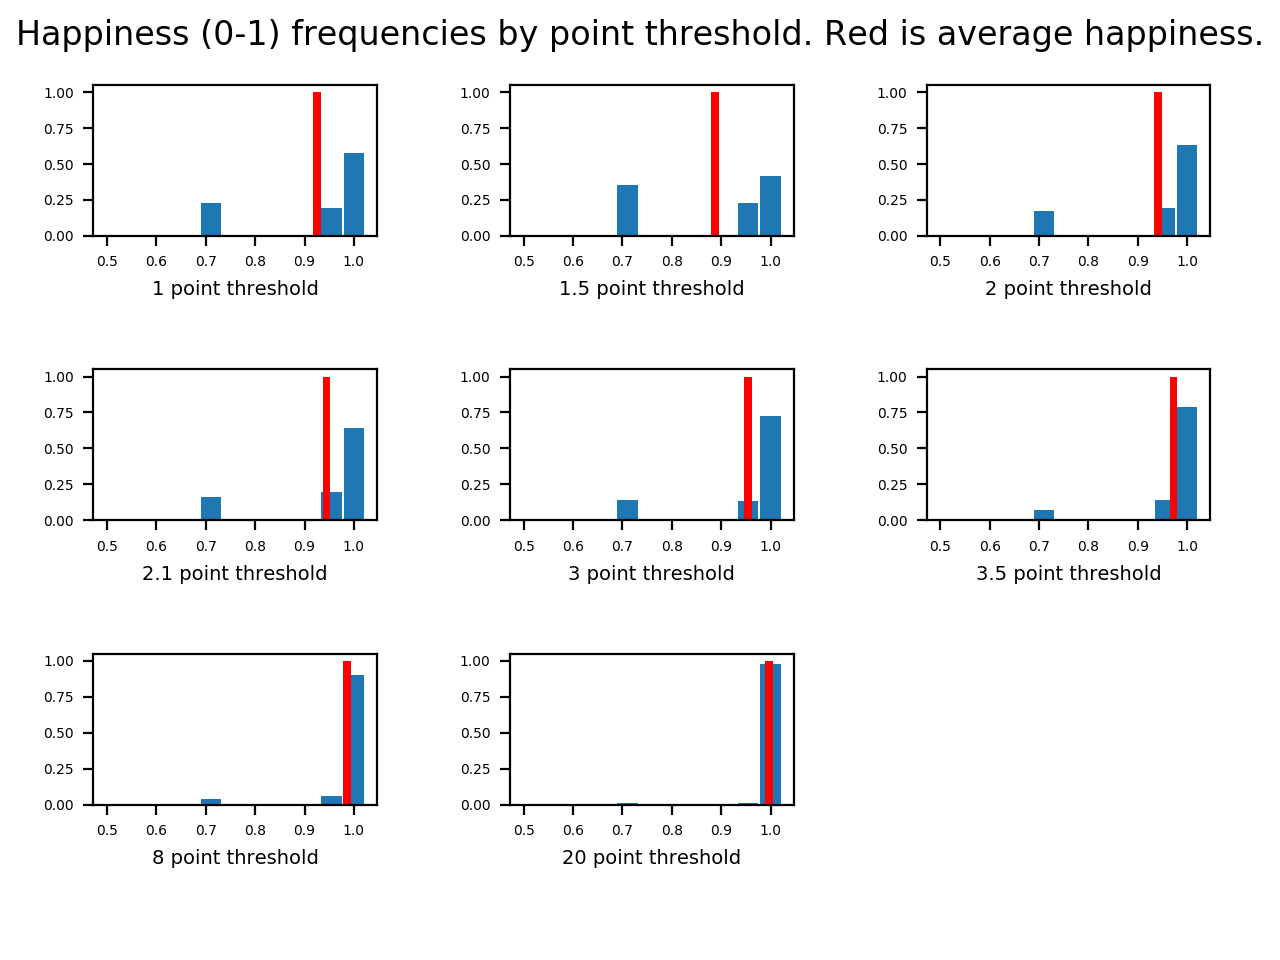 Happiness (0-1) frequencies by point threshold. Red is average happiness.
1.00 0.75 0.50 0.25 0.00
0.5 0.6 0.7 0.8 0.9 1.0
1 point threshold
1.00 0.75 0.50 0.25 0.00
0.5 0.6 0.7 0.8 0.9 1.0
1.5 point threshold
1.00 0.75 0.50 0.25 0.00
0.5 0.6 0.7 0.8 0.9 1.0
2 point threshold
1.00 0.75 0.50 0.25 0.00
0.5 0.6 0.7 0.8 0.9 1.0
2.1 point threshold
1.00 0.75 0.50 0.25 0.00
0.5 0.6 0.7 0.8 0.9 1.0
3 point threshold
1.00 0.75 0.50 0.25 0.00
0.5 0.6 0.7 0.8 0.9 1.0
3.5 point threshold
1.00 0.75 0.50 0.25 0.00
0.5 0.6 0.7 0.8 0.9 1.0
8 point threshold
1.00 0.75 0.50 0.25 0.00
0.5 0.6 0.7 0.8 0.9 1.0
20 point threshold